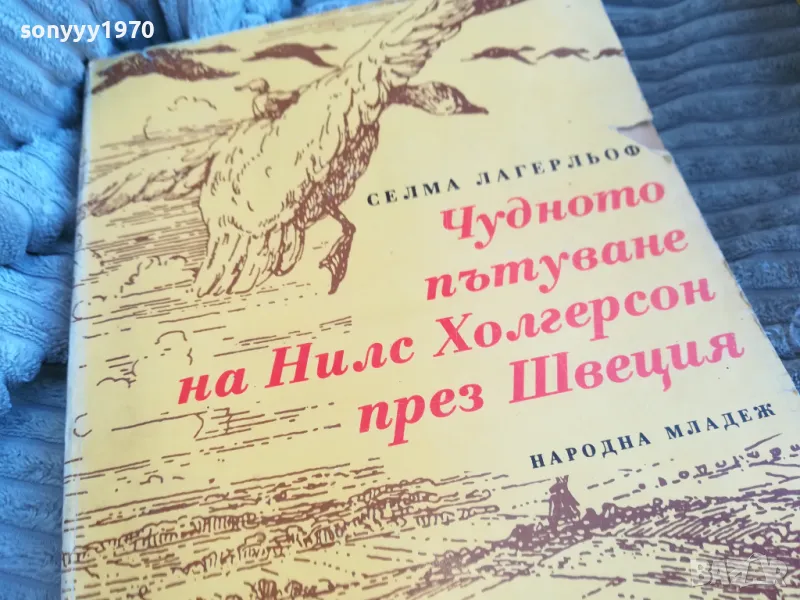 sonyyy1970
СЕЛМА ЛАГЕРЛЬОФ
Чудното
пътуване
на Нилс Холгерсон
през Швеция
НАРОДНА МЛАДЕЖ